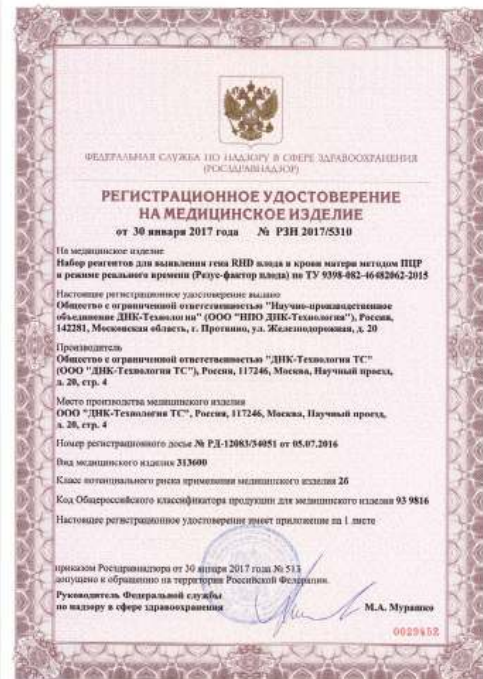 ФЕДЕРАЛЬНАЯ СЛУЖБА ПО НАДЗОРУ В СФЕРЕ ЗДРАВООХРАНЕНИЯ
(РОСЗДРАВНАДЗОР)
РЕГИСТРАЦИОННОЕ УДОСТОВЕРЕНИЕ
НА МЕДИЦИНСКОЕ ИЗДЕЛИЕ
от 30 января 2017 года № РЗН 2017/5310
На медицинское изделие
Набор реагентов для выявления гена RHD плода в крови матери методом ПЦР
в режиме реального времени (Резус-фактор плода) по ТУ 9398-082-46482062-2015
Настоящее регистрационное удостоверение выдано
Общество с ограниченной ответственностью "Научно-производственное
объединение ДНК-Технология" (ООО "НПО ДНК-Технология"), Россия,
142281, Московская область, г. Протвино, ул. Железнодорожная, д. 20
Производитель
Общество с ограниченной ответственностью "ДНК-Технология ТС"
(ООО "ДНК-Технология ТС"), Россия, 117246, Москва, Научный проезд,
д. 20, стр. 4
Место производства медицинского изделия
ООО "ДНК-Технология ТС", Россия, 117246, Москва, Научный проезд,
д. 20, стр. 4
Номер регистрационного досье № РД-12083/34051 от 05.07.2016
Вид медицинского изделия 313600
Класс потенциального риска применения медицинского изделия 2б
Код Общероссийского классификатора продукции для медицинского изделия 93 9816
Настоящее регистрационное удостоверение имеет приложение на 1 листе
приказом Росздравнадзора от 30 января 2017 года № 513
допущено к обращению на территории Российской Федерации.
Руководитель Федеральной службы
по надзору в сфере здравоохранения
М.А. Мурашко
0029452